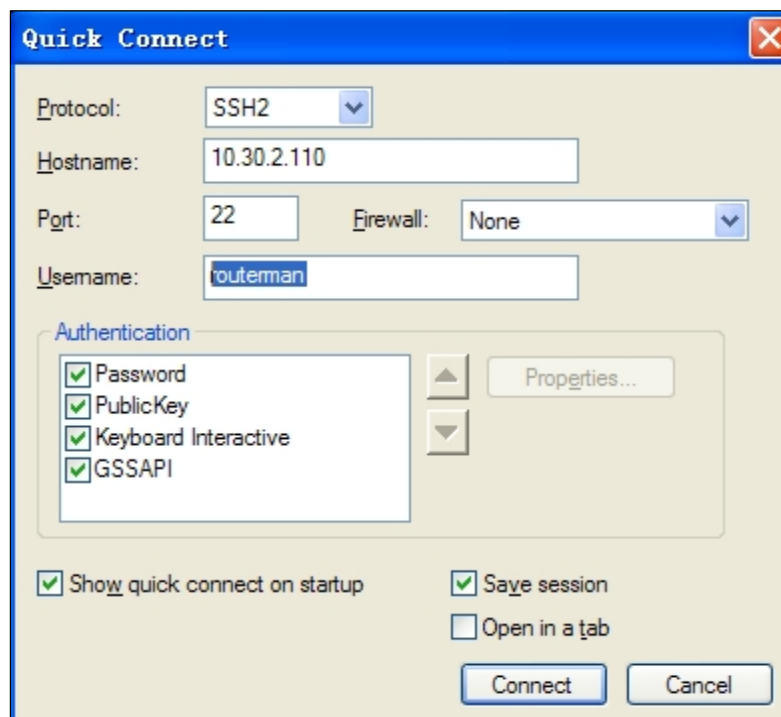 Quick Connect
Protocol: SSH2
Hostname: 10.30.2.110
Port: 22 Firewall: None
Username: routerman
Authentication
Password
PublicKey
Properties...
Keyboard Interactive
GSSAPI
Show quick connect on startup
Save session
Open in a tab
Connect Cancel